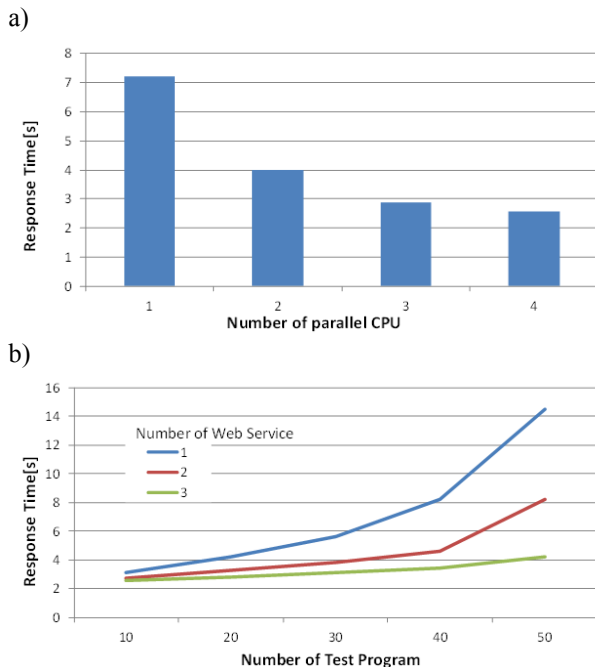 a)
8
7
6
5
4
3
2
1
0
Response Time[s]
1 2 3 4
Number of parallel CPU
b)
16
14
12
10
8
6
4
2
0
Response Time[s]
Number of Web Service
1
2
3
10 20 30 40 50
Number of Test Program